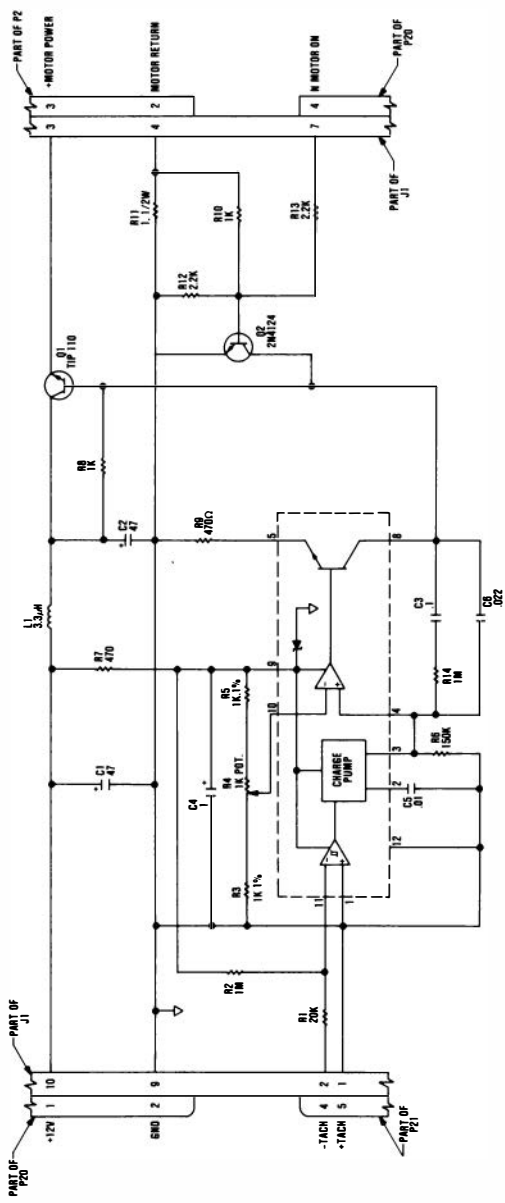 PART OF
P20
+12V
1
10
PART OF
J1
GND
2
9
-TACH
4
2
+TACH
5
1
PART OF
P21
R1
20K
R2
1M
C1
47
R7
470
L1
3.3µH
C4
1
R3
1K 1%
R4
1K POT.
R5
1K.1%
11
1
12
CHARGE
PUMP
2
3
4
10
9
5
8
C5
.01
R6
150K
R14
1M
C3
.1
C6
.022
R9
470Ω
C2
47
R8
1K
Q1
TIP 110
Q2
2N4124
R12
2.2K
R11
1, 1/2W
R10
1K
R13
2.2K
PART OF P2
3
3
+MOTOR POWER
4
2
MOTOR RETURN
7
4
N MOTOR ON
PART OF
J1
PART OF
P20